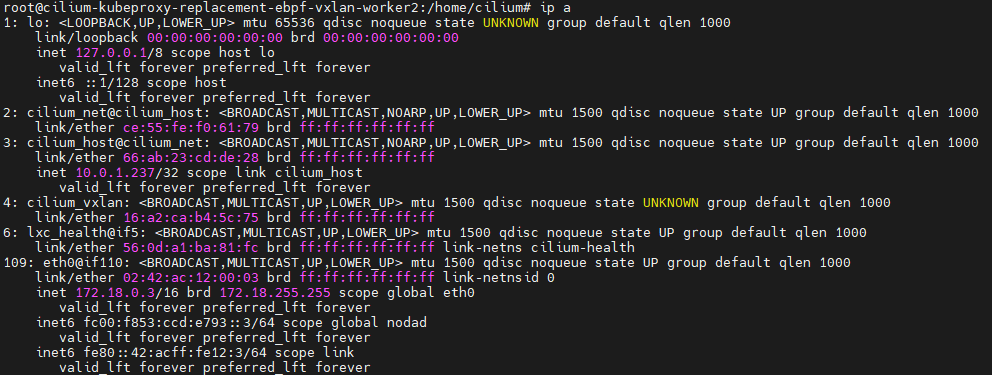 root@cilium-kubeproxy-replacement-ebpf-vxlan-worker2:/home/cilium# ip a
1: lo: <LOOPBACK,UP,LOWER_UP> mtu 65536 qdisc noqueue state UNKNOWN group default qlen 1000
    link/loopback 00:00:00:00:00:00 brd 00:00:00:00:00:00
    inet 127.0.0.1/8 scope host lo
       valid_lft forever preferred_lft forever
    inet6 ::1/128 scope host
       valid_lft forever preferred_lft forever
2: cilium_net@cilium_host: <BROADCAST,MULTICAST,NOARP,UP,LOWER_UP> mtu 1500 qdisc noqueue state UP group default qlen 1000
    link/ether ce:55:fe:f0:61:79 brd ff:ff:ff:ff:ff:ff
3: cilium_host@cilium_net: <BROADCAST,MULTICAST,NOARP,UP,LOWER_UP> mtu 1500 qdisc noqueue state UP group default qlen 1000
    link/ether 66:ab:23:cd:de:28 brd ff:ff:ff:ff:ff:ff
    inet 10.0.1.237/32 scope link cilium_host
       valid_lft forever preferred_lft forever
4: cilium_vxlan: <BROADCAST,MULTICAST,UP,LOWER_UP> mtu 1500 qdisc noqueue state UNKNOWN group default qlen 1000
    link/ether 16:a2:ca:b4:5c:75 brd ff:ff:ff:ff:ff:ff
6: lxc_health@if5: <BROADCAST,MULTICAST,UP,LOWER_UP> mtu 1500 qdisc noqueue state UP group default qlen 1000
    link/ether 56:0d:a1:ba:81:fc brd ff:ff:ff:ff:ff:ff link-netns cilium-health
109: eth0@if110: <BROADCAST,MULTICAST,UP,LOWER_UP> mtu 1500 qdisc noqueue state UP group default qlen 1000
    link/ether 02:42:ac:12:00:03 brd ff:ff:ff:ff:ff:ff link-netnsid 0
    inet 172.18.0.3/16 brd 172.18.255.255 scope global eth0
       valid_lft forever preferred_lft forever
    inet6 fc00:f853:ccd:e793::3/64 scope global nodad
       valid_lft forever preferred_lft forever
    inet6 fe80::42:acff:fe12:3/64 scope link
       valid_lft forever preferred_lft forever